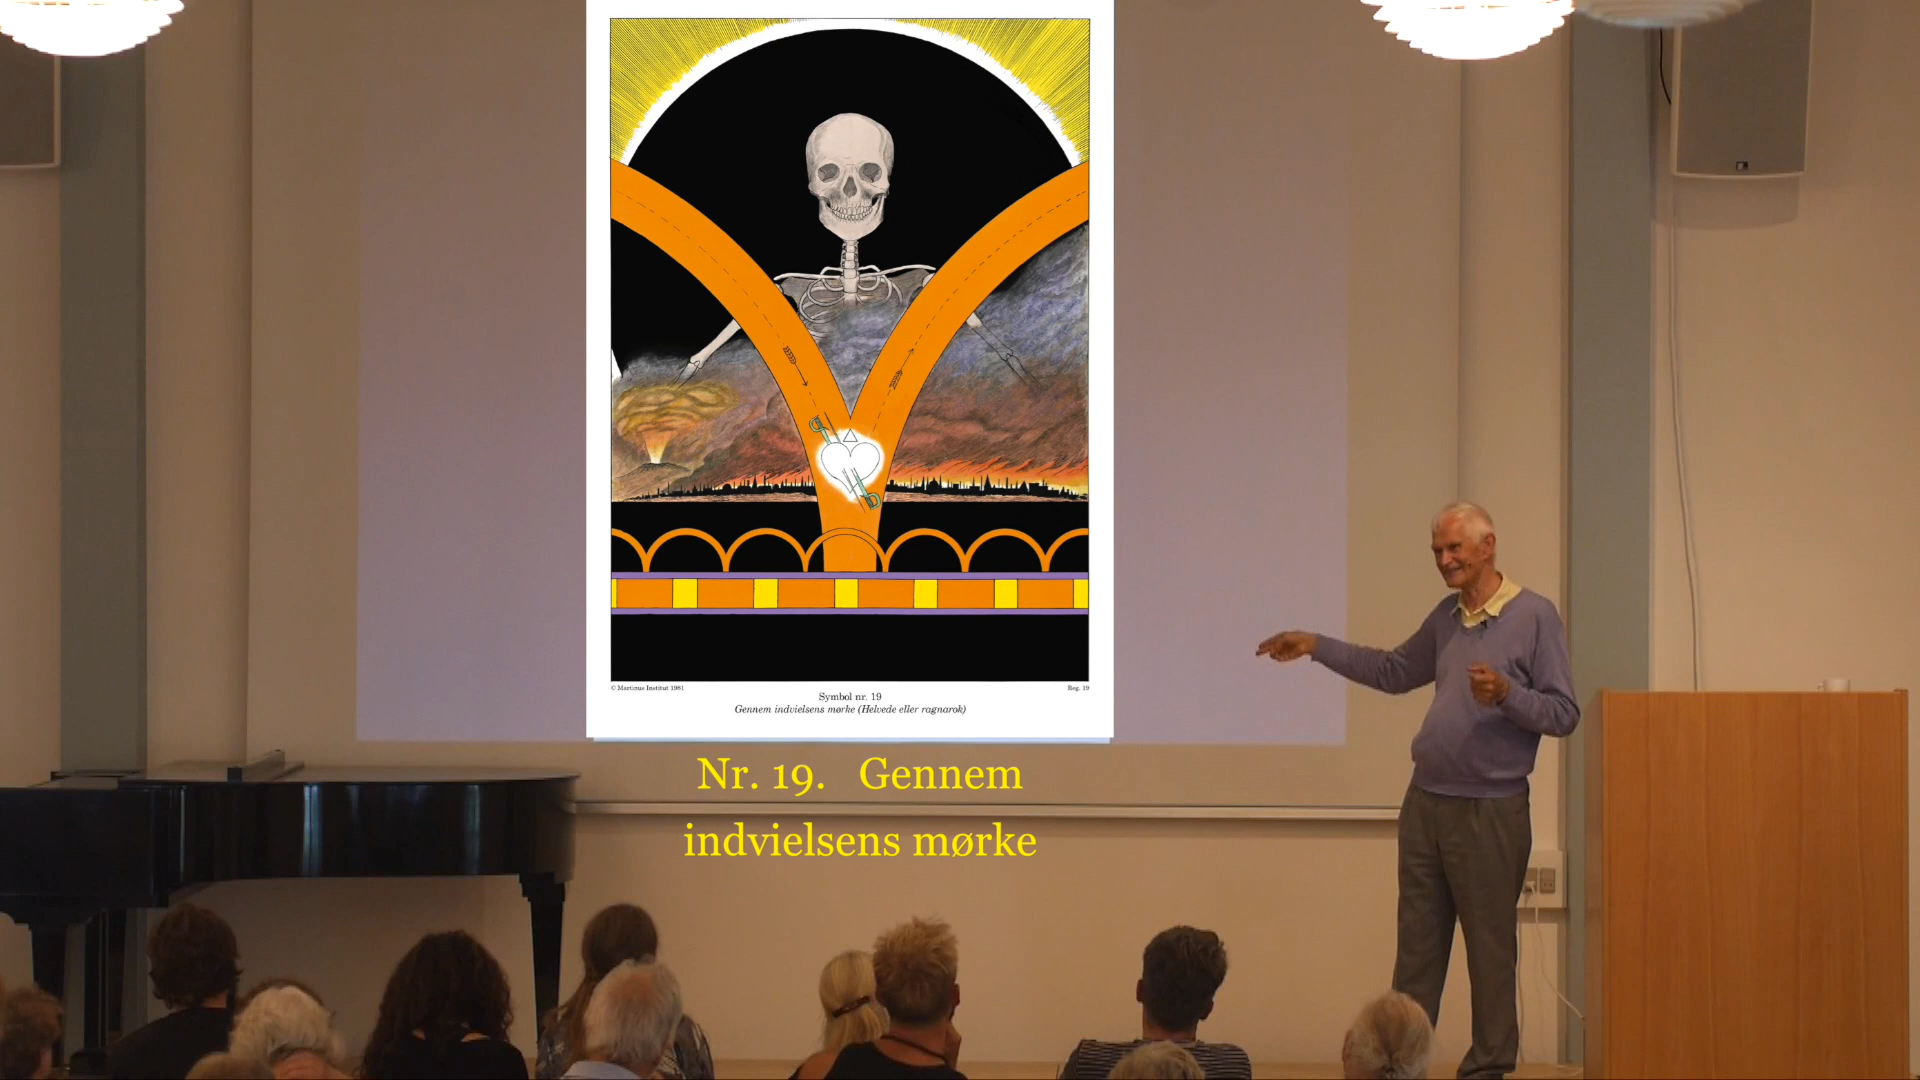 © Martinus Institut 1981
Reg. 19
Symbol nr. 19
Gennem indvielsens mørke (Helvede eller ragnarok)
Nr. 19. Gennem
indvielsens mørke